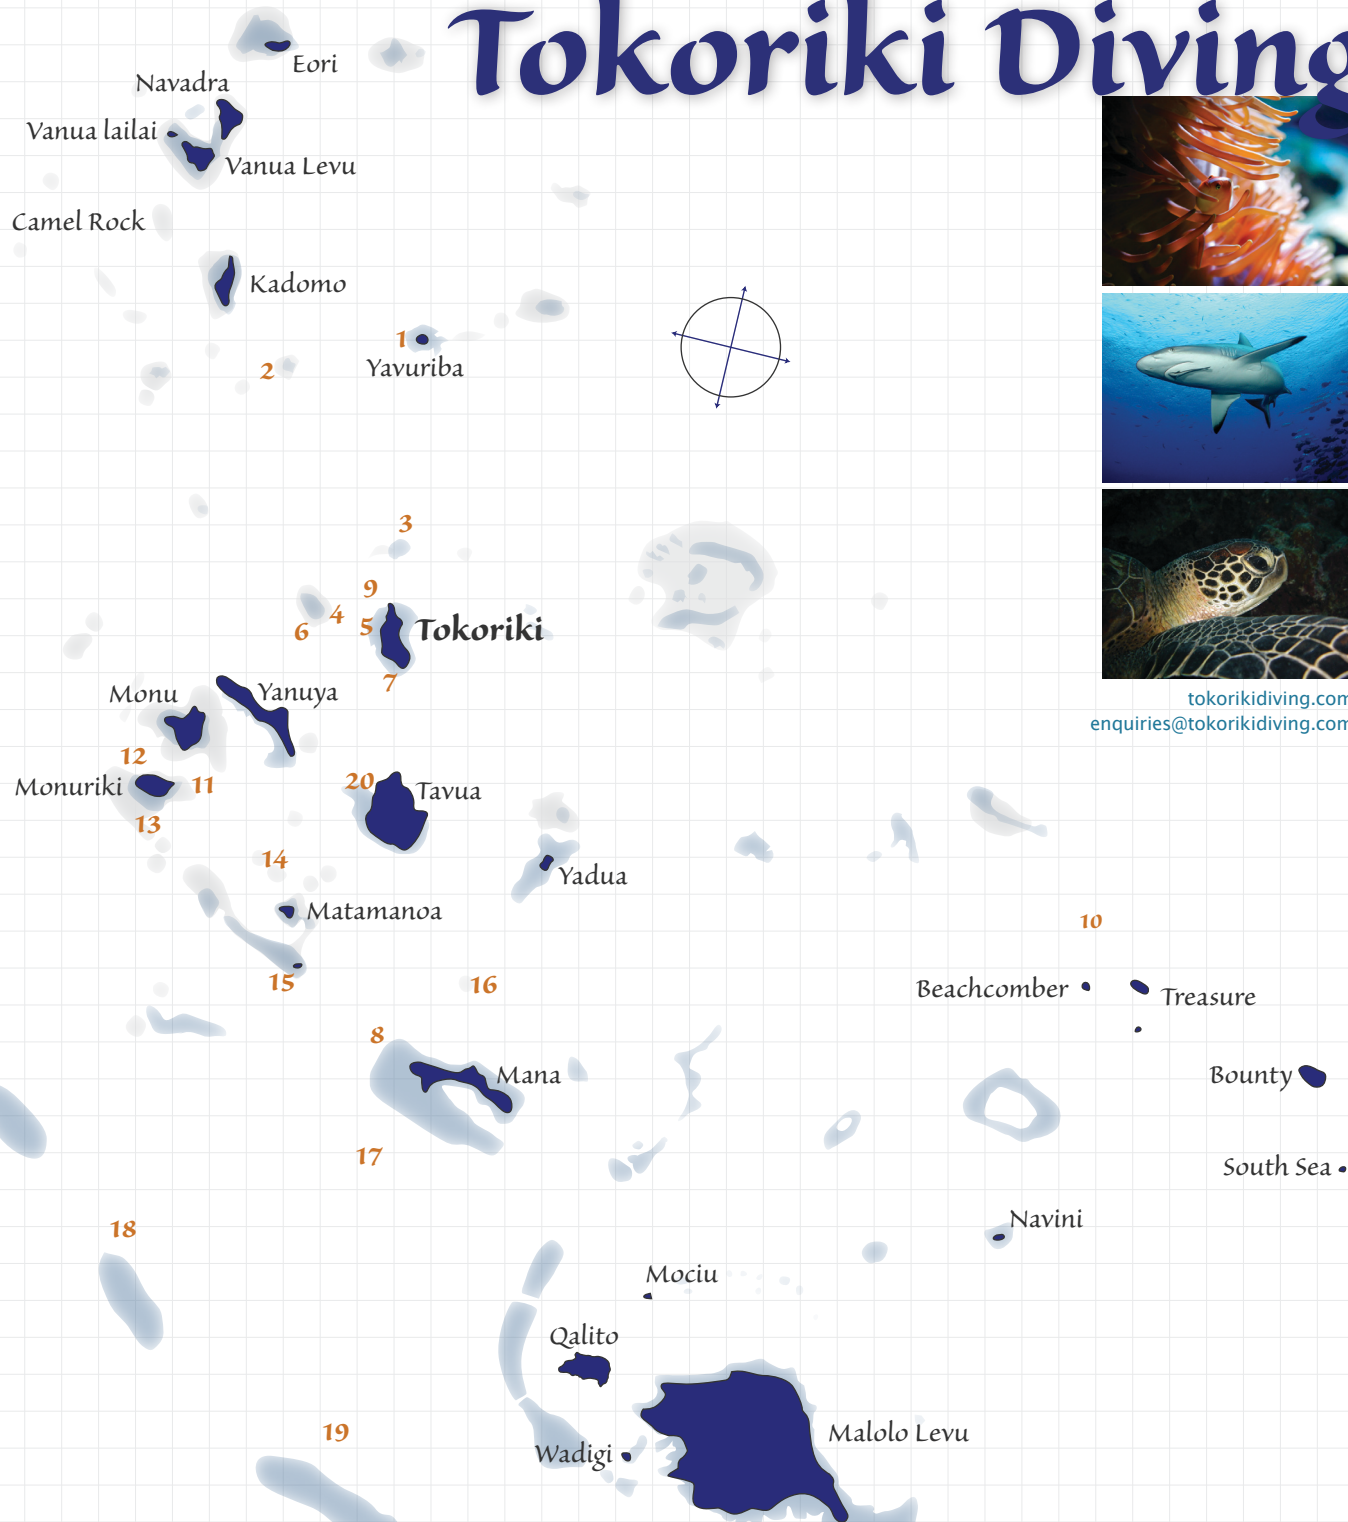 Tokoriki Diving
Eori
Navadra
Vanua lailai
Vanua Levu
Camel Rock
Kadomo
1
Yavuriba
2
3
9
4
5
Tokoriki
6
7
Monu
Yanuya
12
Monuriki
11
20
Tavua
13
14
Yadua
Matamanoa
15
16
10
Beachcomber
Treasure
8
Mana
Bounty
17
South Sea
18
Navini
Mociu
Qalito
19
Wadigi
Malolo Levu
tokorikidiving.com
enquiries@tokorikidiving.com